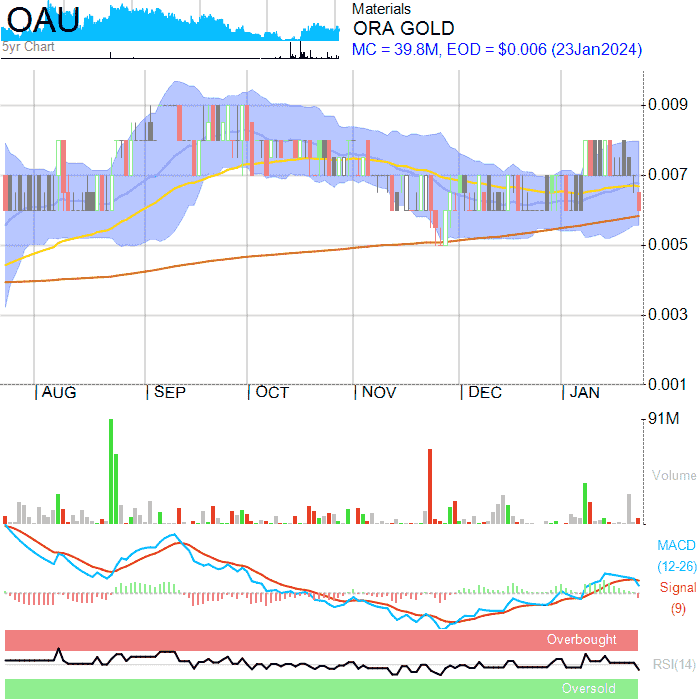 OAU
5yr Chart
Materials
ORA GOLD
MC = 39.8M, EOD = $0.006 (23Jan2024)
0.009
0.007
0.005
0.003
0.001
AUG SEP OCT NOV DEC JAN
91M
Volume
MACD
(12-26)
Signal
(9)
Overbought
RSI(14)
Oversold